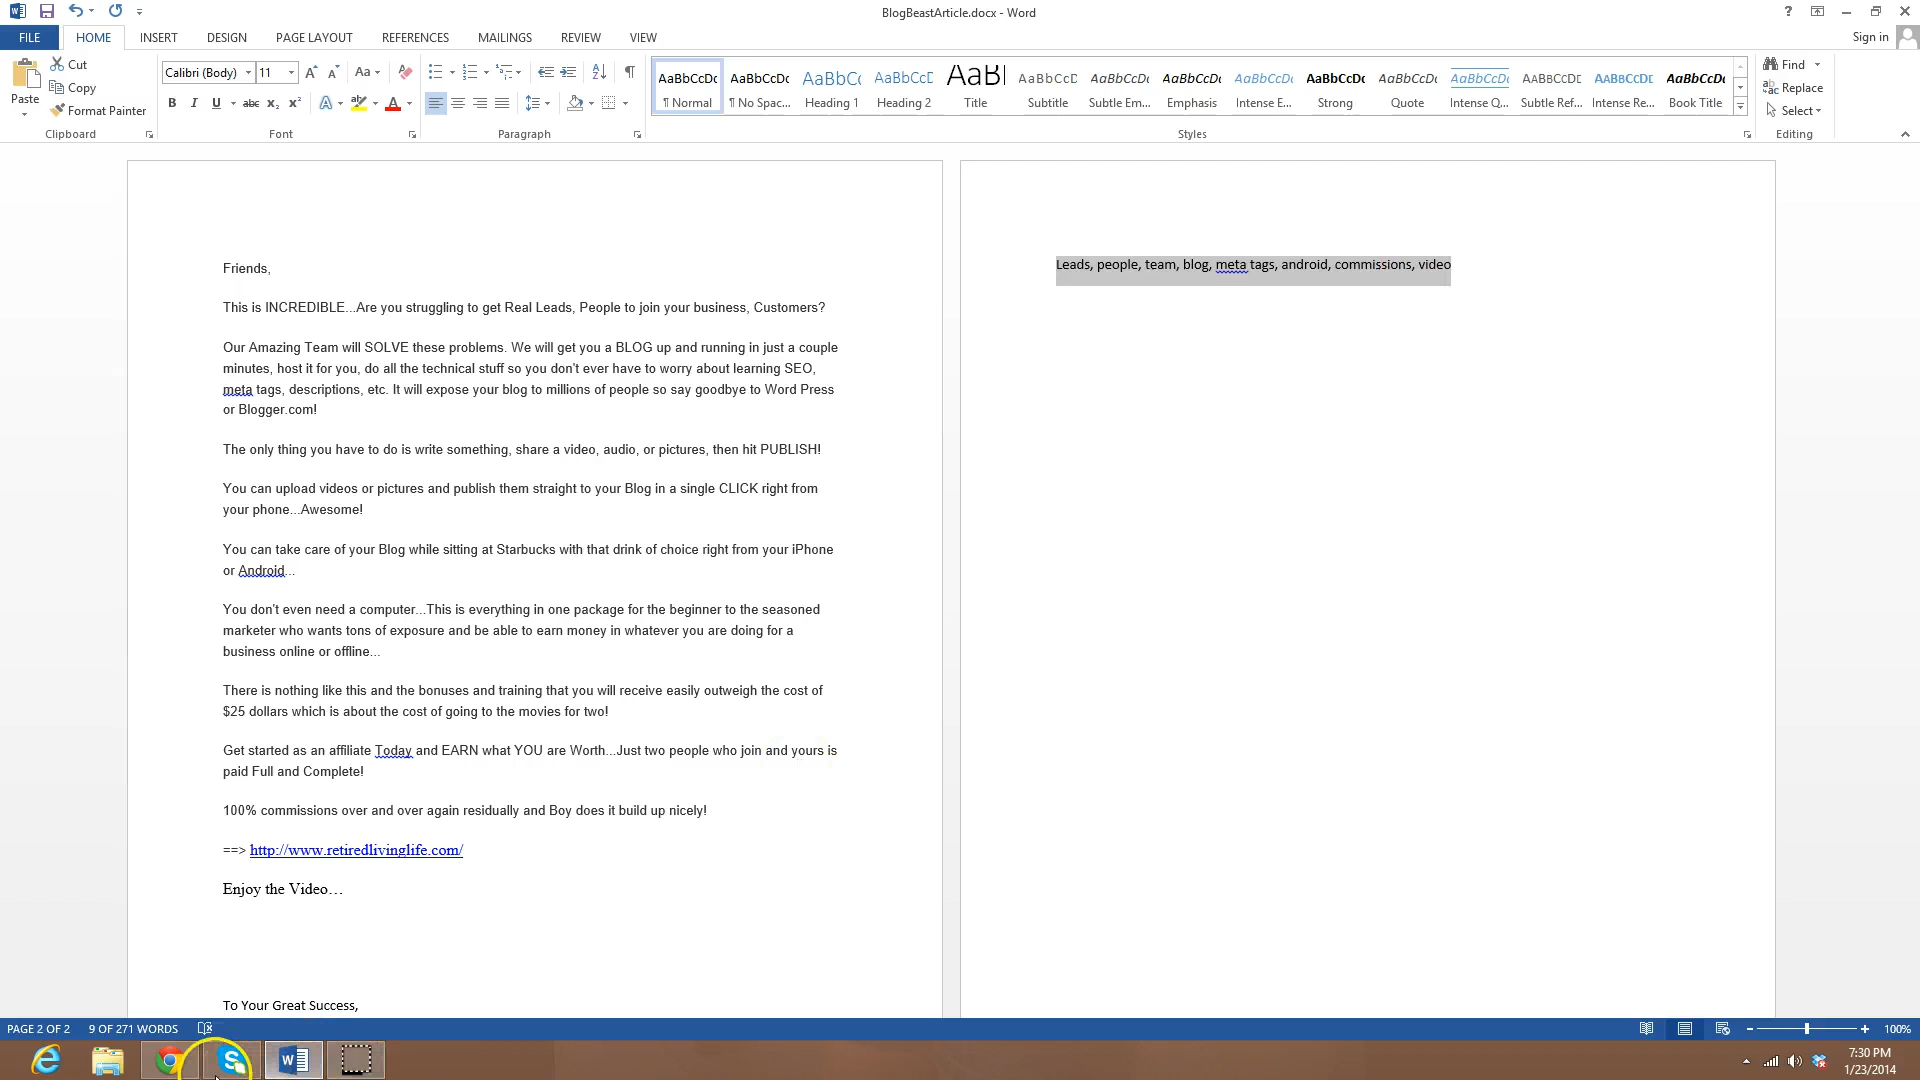 BlogBeastArticle.docx - Word
?
FILE
HOME
INSERT
DESIGN
PAGE LAYOUT
REFERENCES
MAILINGS
REVIEW
VIEW
Sign in
Paste
Cut
Copy
Format Painter
Calibri (Body)
11
AaBbCcDc
¶ Normal
AaBbCcDc
¶ No Spac...
AaBbCc
Heading 1
AaBbCcD
Heading 2
AaBl
Title
AaBbCcD
Subtitle
AaBbCcDc
Subtle Em...
AaBbCcDc
Emphasis
AaBbCcDc
Intense E...
AaBbCcDc
Strong
AaBbCcDc
Quote
AaBbCcDc
Intense Q...
AABBCCDE
Subtle Ref...
AABBCCDE
Intense Re...
AaBbCcDc
Book Title
Find
Replace
Select
Clipboard
Font
Paragraph
Styles
Editing
Friends,
This is INCREDIBLE...Are you struggling to get Real Leads, People to join your business, Customers?
Our Amazing Team will SOLVE these problems. We will get you a BLOG up and running in just a couple
minutes, host it for you, do all the technical stuff so you don't ever have to worry about learning SEO,
meta tags, descriptions, etc. It will expose your blog to millions of people so say goodbye to Word Press
or Blogger.com!
The only thing you have to do is write something, share a video, audio, or pictures, then hit PUBLISH!
You can upload videos or pictures and publish them straight to your Blog in a single CLICK right from
your phone...Awesome!
You can take care of your Blog while sitting at Starbucks with that drink of choice right from your iPhone
or Android...
You don't even need a computer...This is everything in one package for the beginner to the seasoned
marketer who wants tons of exposure and be able to earn money in whatever you are doing for a
business online or offline...
There is nothing like this and the bonuses and training that you will receive easily outweigh the cost of
$25 dollars which is about the cost of going to the movies for two!
Get started as an affiliate Today and EARN what YOU are Worth...Just two people who join and yours is
paid Full and Complete!
100% commissions over and over again residually and Boy does it build up nicely!
==> http://www.retiredlivinglife.com/
Enjoy the Video…
To Your Great Success,
Leads, people, team, blog, meta tags, android, commissions, video
PAGE 2 OF 2
9 OF 271 WORDS
100%
7:30 PM
1/23/2014